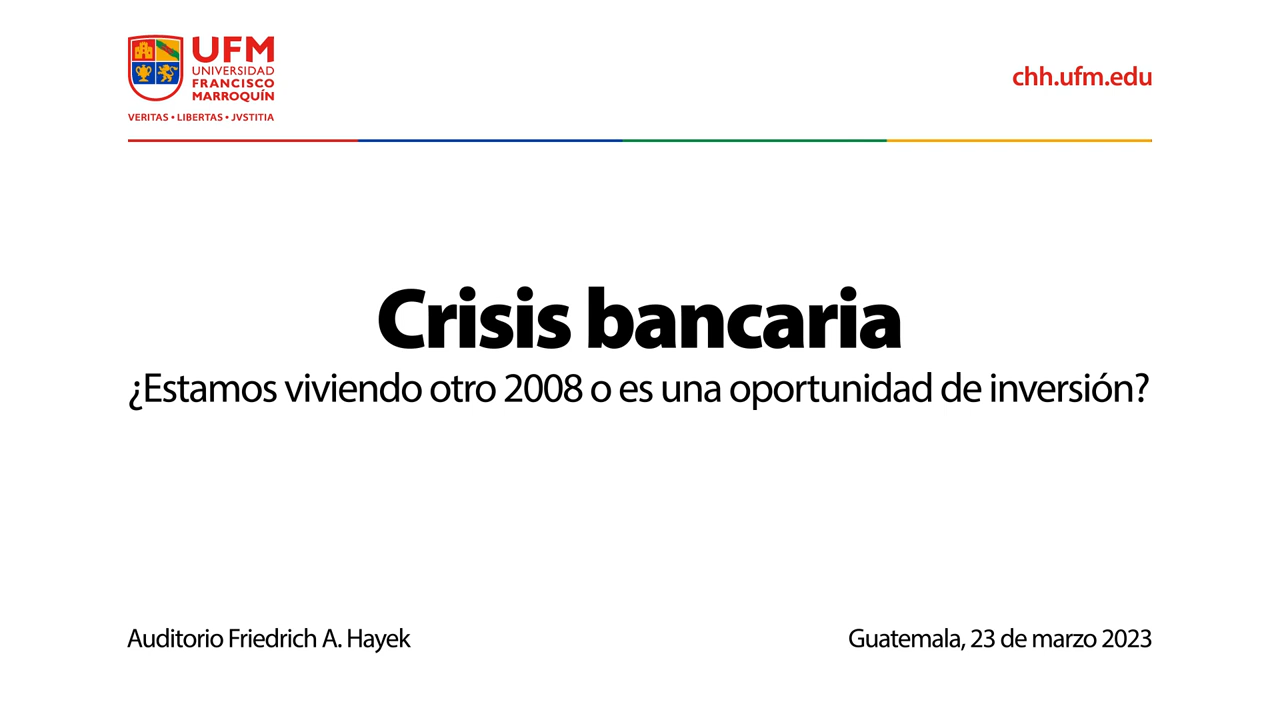 UFM
UNIVERSIDAD
FRANCISCO
MARROQUÍN
VERITAS • LIBERTAS • JVSTITIA
chh.ufm.edu
Crisis bancaria
¿Estamos viviendo otro 2008 o es una oportunidad de inversión?
Auditorio Friedrich A. Hayek
Guatemala, 23 de marzo 2023